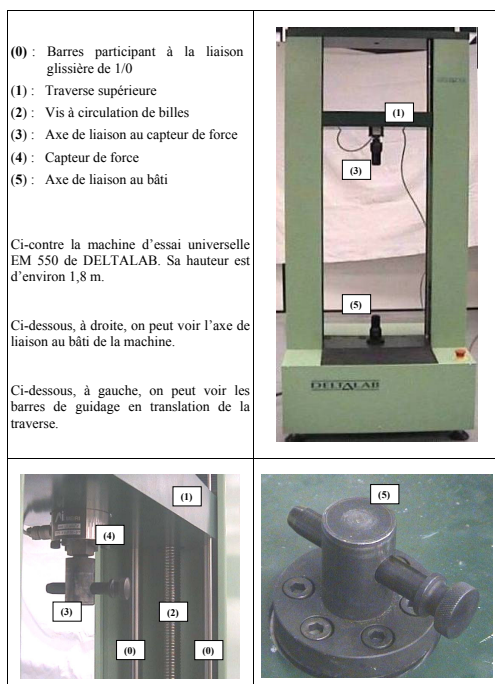 (0) : Barres participant à la liaison
glissière de 1/0
(1) : Traverse supérieure
(2) : Vis à circulation de billes
(3) : Axe de liaison au capteur de force
(4) : Capteur de force
(5) : Axe de liaison au bâti
Ci-contre la machine d'essai universelle
EM 550 de DELTALAB. Sa hauteur est
d'environ 1,8 m.
Ci-dessous, à droite, on peut voir l'axe de
liaison au bâti de la machine.
Ci-dessous, à gauche, on peut voir les
barres de guidage en translation de la
traverse.
(1)
(3)
(5)
DELTALAB
(1)
(4)
(3)
(2)
(0)
(0)
(5)